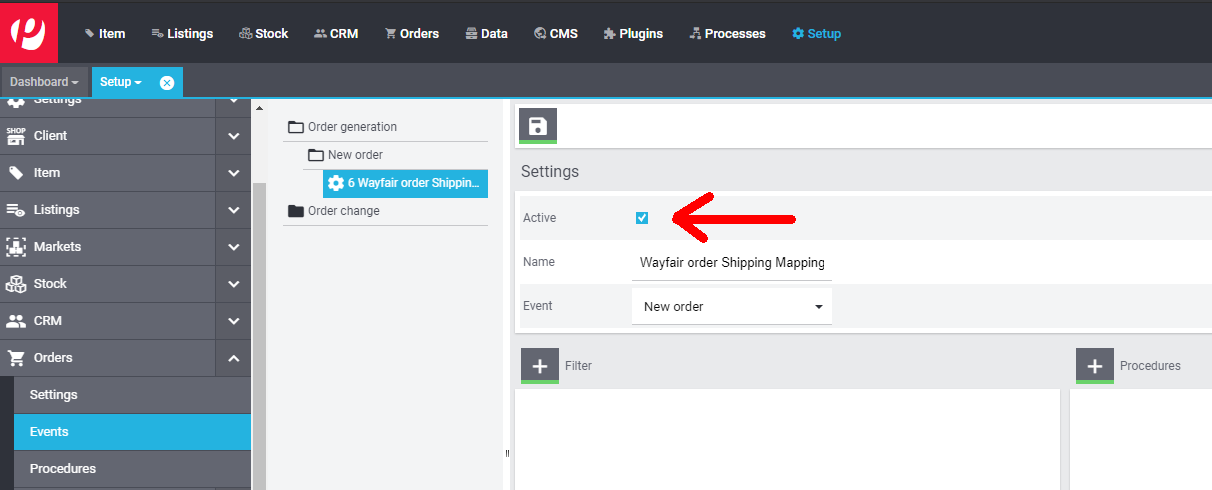 Item Listings Stock CRM Orders Data CMS Plugins Processes Setup
Dashboard Setup
Settings
SHOP Client
Item
Listings
Markets
Stock
CRM
Orders
Settings
Events
Procedures
Order generation
New order
6 Wayfair order Shippin...
Order change
Settings
Active
Name Wayfair order Shipping Mapping
Event New order
Filter
Procedures